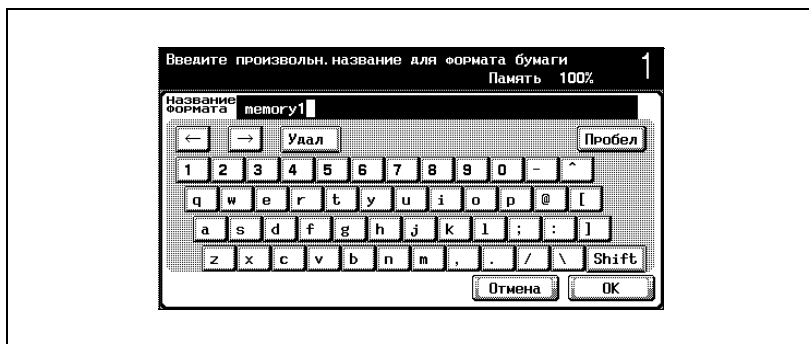 Введите произвольн.название для формата бумаги
Память 100% 1
Название
формата memory1
← → Удал Пробел
1 2 3 4 5 6 7 8 9 0 - ^
q w e r t y u i o p @ [
a s d f g h j k l ; : ]
z x c v b n m , . / \ Shift
Отмена OK